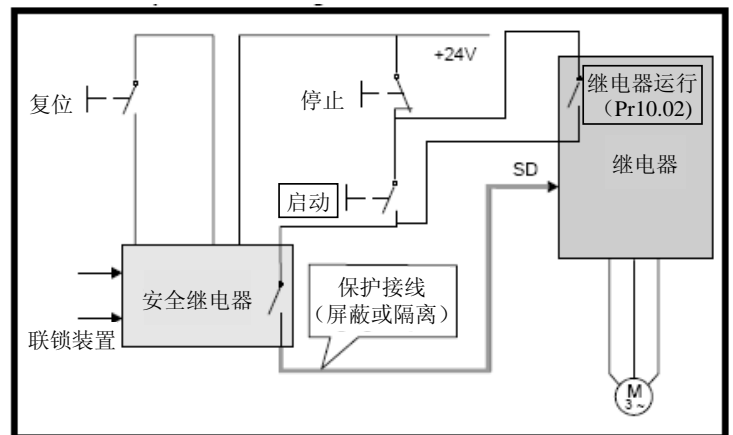 +24V
复位
停止
继电器运行
（Pr10.02）
继电器
SD
启动
安全继电器
保护接线
（屏蔽或隔离）
联锁装置
M
3 ~